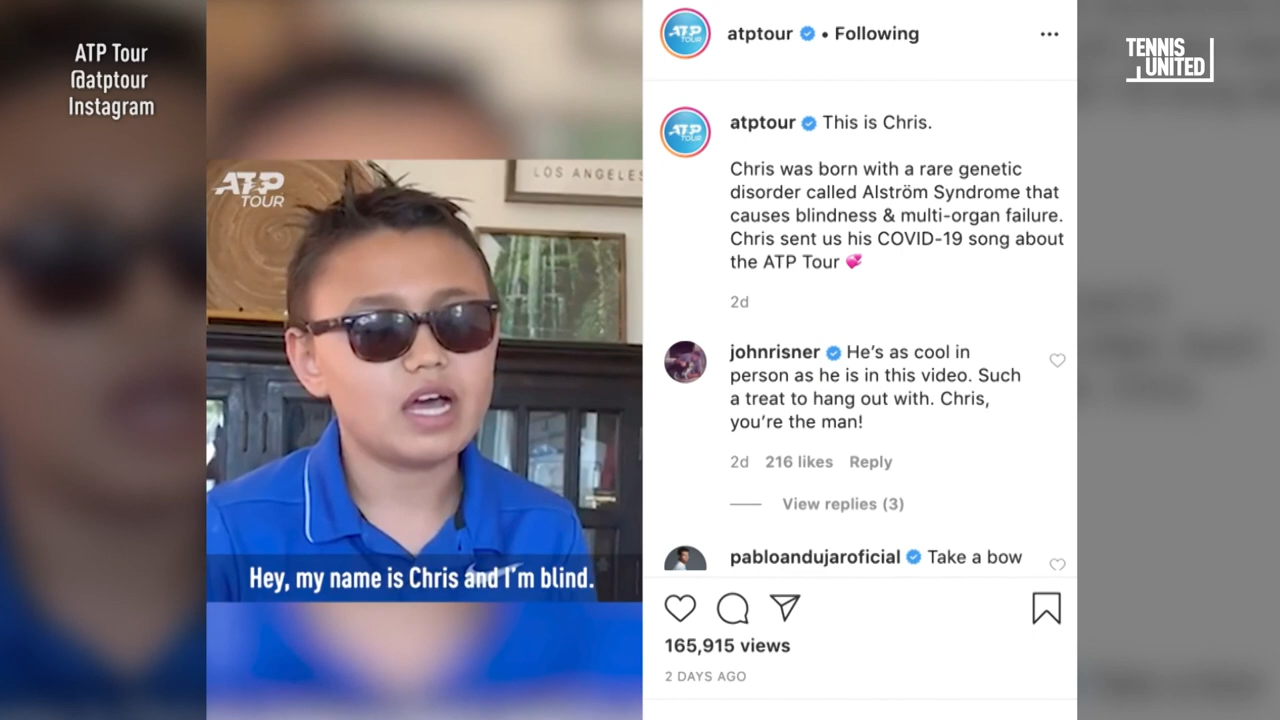 ATP Tour
@atptour
Instagram
ATP
TOUR
LOS ANGELES
Hey, my name is Chris and I'm blind.
ATP
TOUR
atptour • Following
ATP
TOUR
atptour This is Chris.
Chris was born with a rare genetic
disorder called Alström Syndrome that
causes blindness & multi-organ failure.
Chris sent us his COVID-19 song about
the ATP Tour 💞
2d
johnrisner He's as cool in
person as he is in this video. Such
a treat to hang out with. Chris,
you're the man!
2d 216 likes Reply
View replies (3)
pabloandujaroficial Take a bow
165,915 views
2 DAYS AGO
TENNIS
UNITED